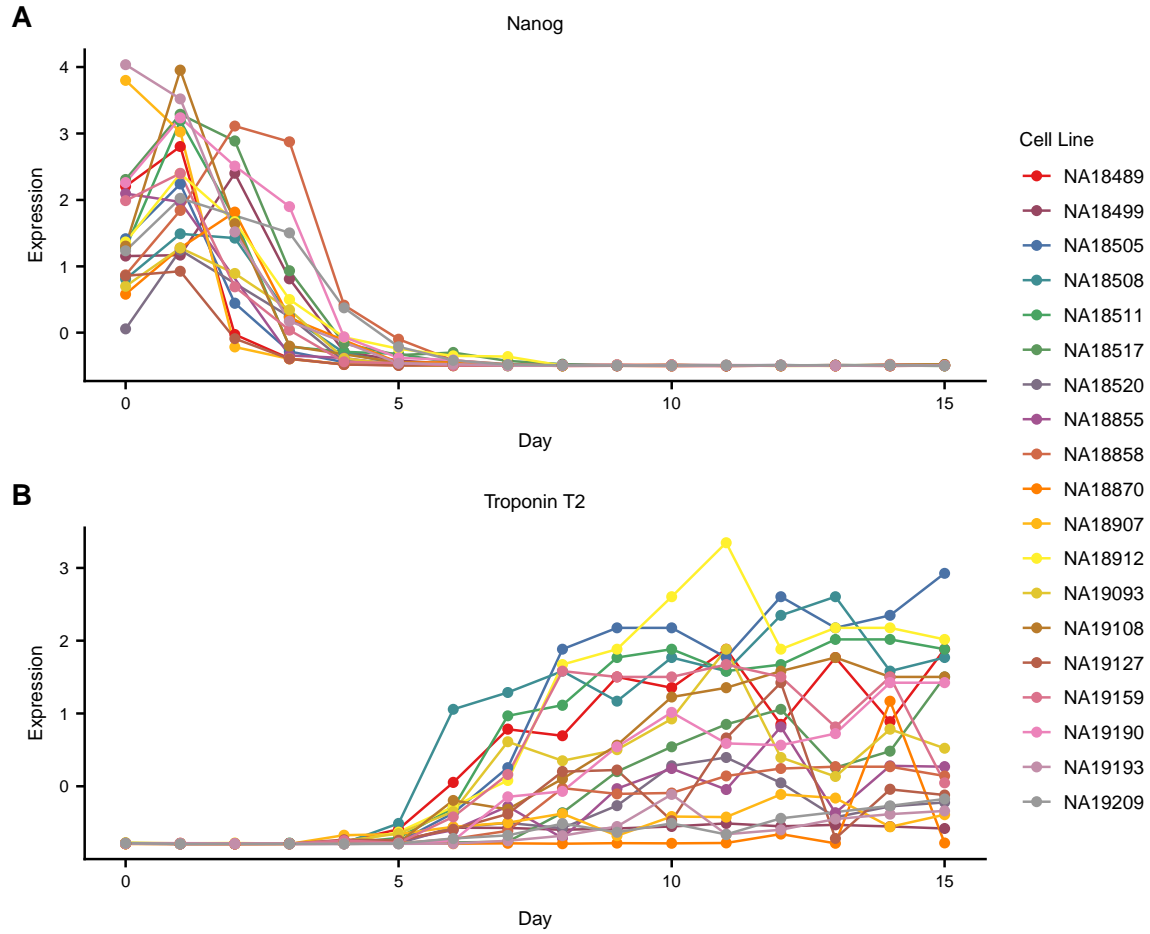 A
Nanog
4
3
2
1
0
Expression
0 5 10 15
Day
B
Troponin T2
3
2
1
0
Expression
0 5 10 15
Day
Cell Line
NA18489
NA18499
NA18505
NA18508
NA18511
NA18517
NA18520
NA18855
NA18858
NA18870
NA18907
NA18912
NA19093
NA19108
NA19127
NA19159
NA19190
NA19193
NA19209